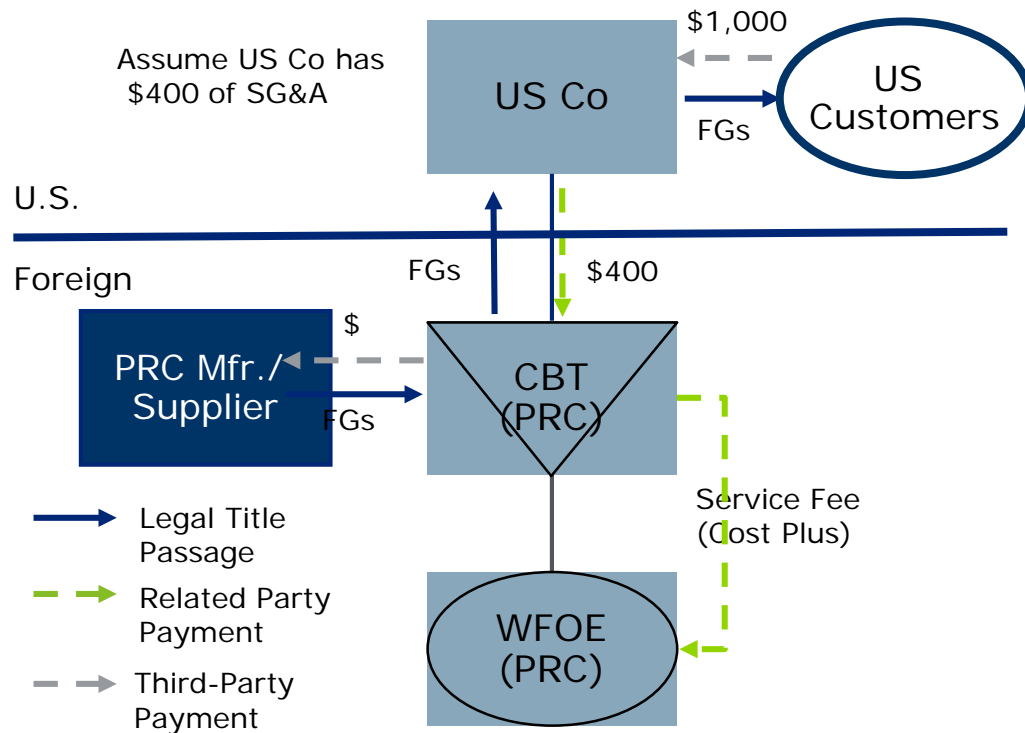 Assume US Co has
$400 of SG&A
US Co
$1,000
US
Customers
FGs
U.S.
Foreign
FGs
$400
PRC Mfr./
Supplier
$
FGs
CBT
(PRC)
Service Fee
(Cost Plus)
WFOE
(PRC)
Legal Title
Passage
Related Party
Payment
Third-Party
Payment